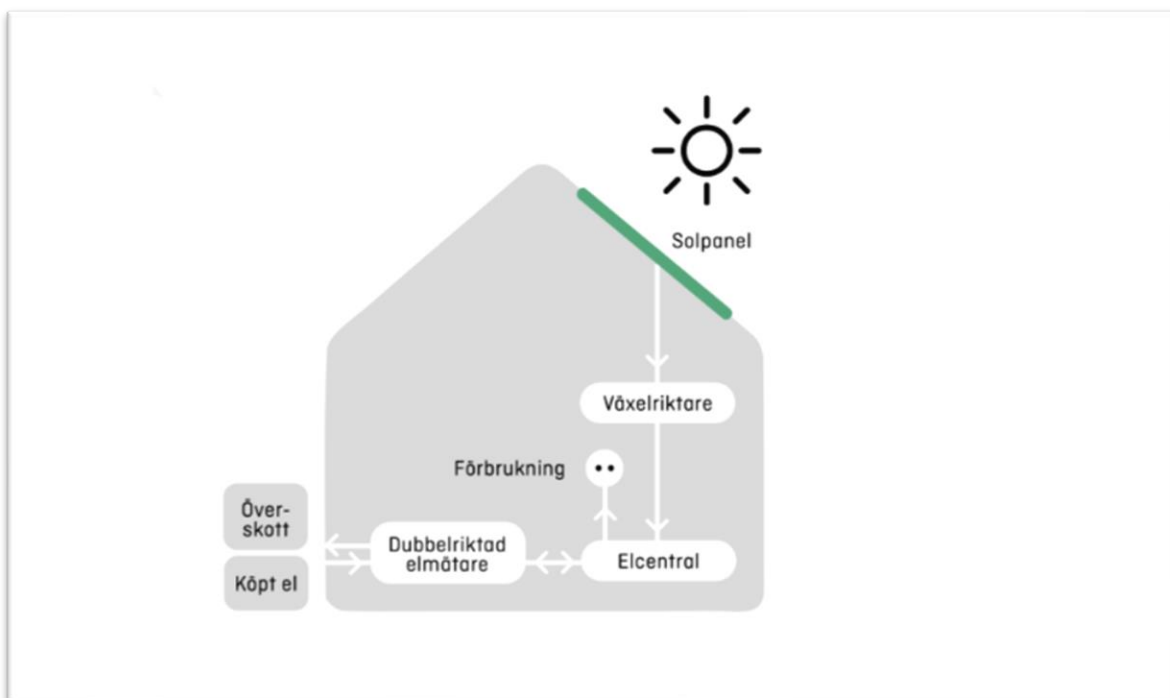 Solpanel
Växelriktare
Förbrukning
Över-
skott
Dubbelriktad
elmätare
Elcentral
Köpt el